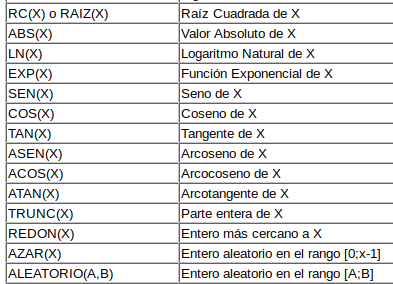 RC(X) o RAIZ(X) Raíz Cuadrada de X
ABS(X) Valor Absoluto de X
LN(X) Logaritmo Natural de X
EXP(X) Función Exponencial de X
SEN(X) Seno de X
COS(X) Coseno de X
TAN(X) Tangente de X
ASEN(X) Arcoseno de X
ACOS(X) Arcocoseno de X
ATAN(X) Arcotangente de X
TRUNC(X) Parte entera de X
REDON(X) Entero más cercano a X
AZAR(X) Entero aleatorio en el rango [0;x-1]
ALEATORIO(A,B) Entero aleatorio en el rango [A;B]